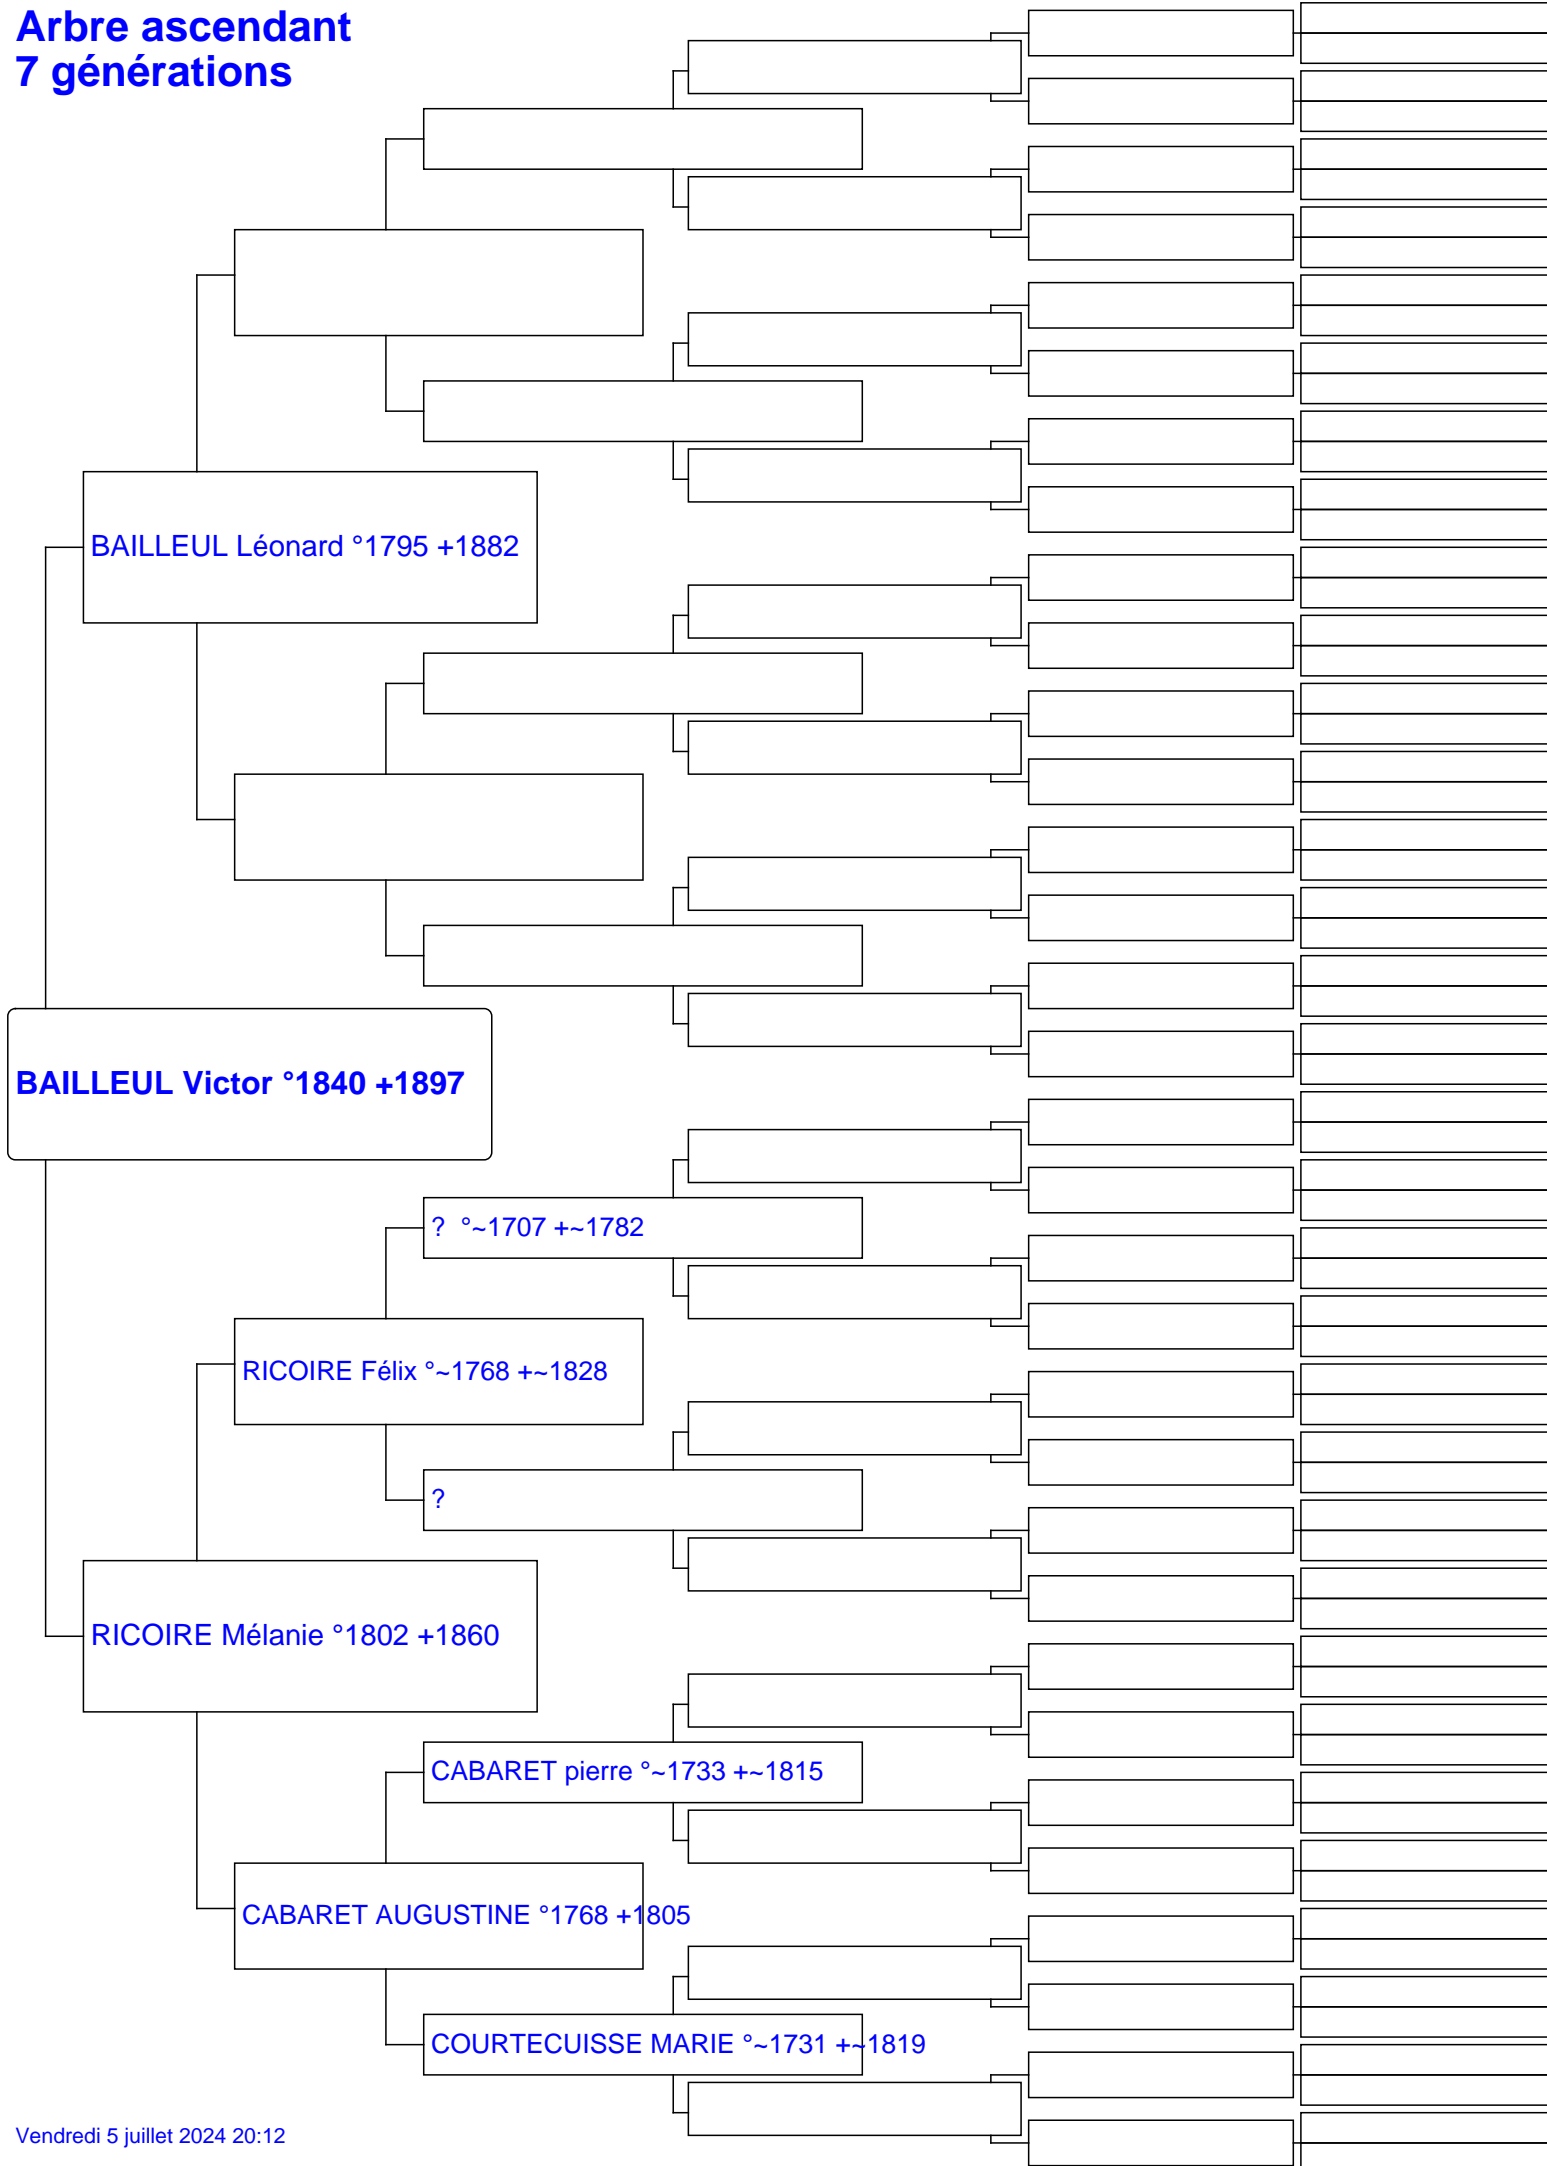 Arbre ascendant
7 générations
BAILLEUL Léonard °1795 +1882
BAILLEUL Victor °1840 +1897
? °~1707 +~1782
RICOIRE Félix °~1768 +~1828
?
RICOIRE Mélanie °1802 +1860
CABARET pierre °~1733 +~1815
CABARET AUGUSTINE °1768 +1805
COURTECUISSE MARIE °~1731 +~1819
Vendredi 5 juillet 2024 20:12